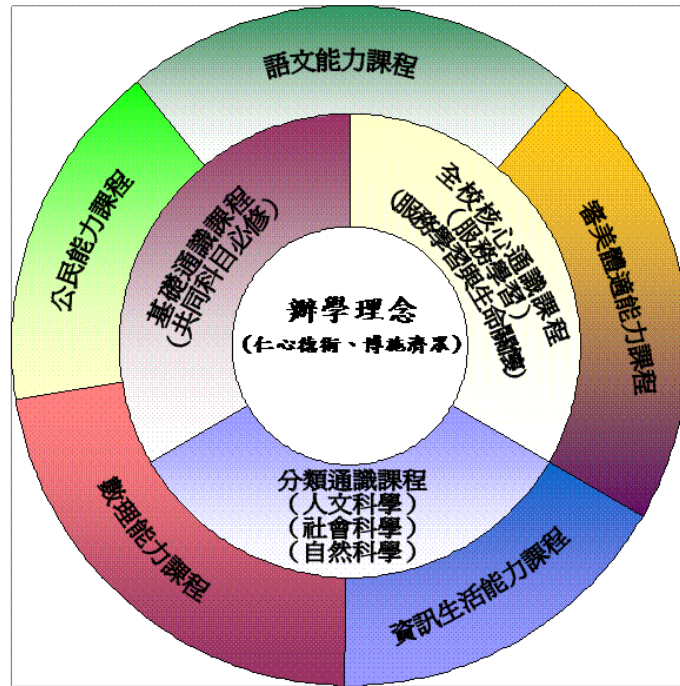 語文能力課程
公民能力課程
審美體適能力課程
基礎通識課程
(共同科目必修)
全校核心通識課程
(服務學習)
(服務學習與生命關懷)
辦學理念
(仁心德術、博施濟眾)
分類通識課程
(人文科學)
(社會科學)
(自然科學)
數理能力課程
資訊生活能力課程